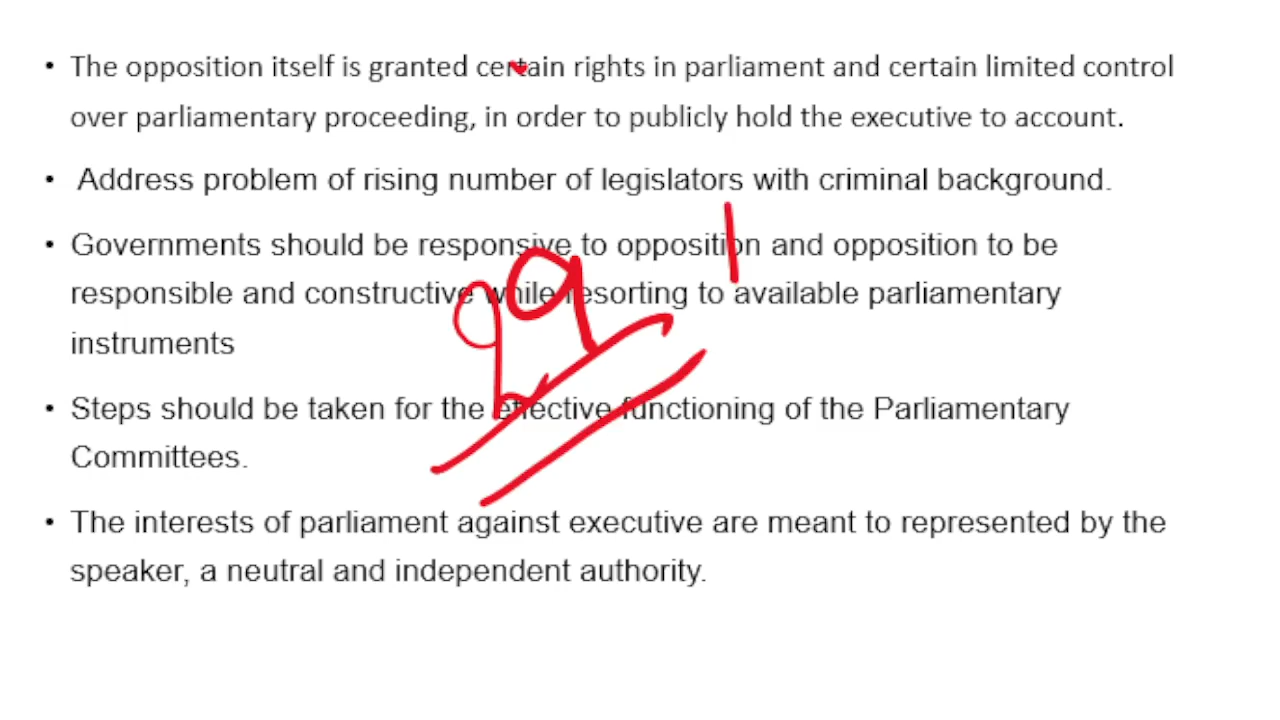 • The opposition itself is granted certain rights in parliament and certain limited control
over parliamentary proceeding, in order to publicly hold the executive to account.
• Address problem of rising number of legislators with criminal background.
• Governments should be responsive to opposition and opposition to be
responsible and constructive while resorting to available parliamentary
instruments
29
• Steps should be taken for the effective functioning of the Parliamentary
Committees.
• The interests of parliament against executive are meant to represented by the
speaker, a neutral and independent authority.